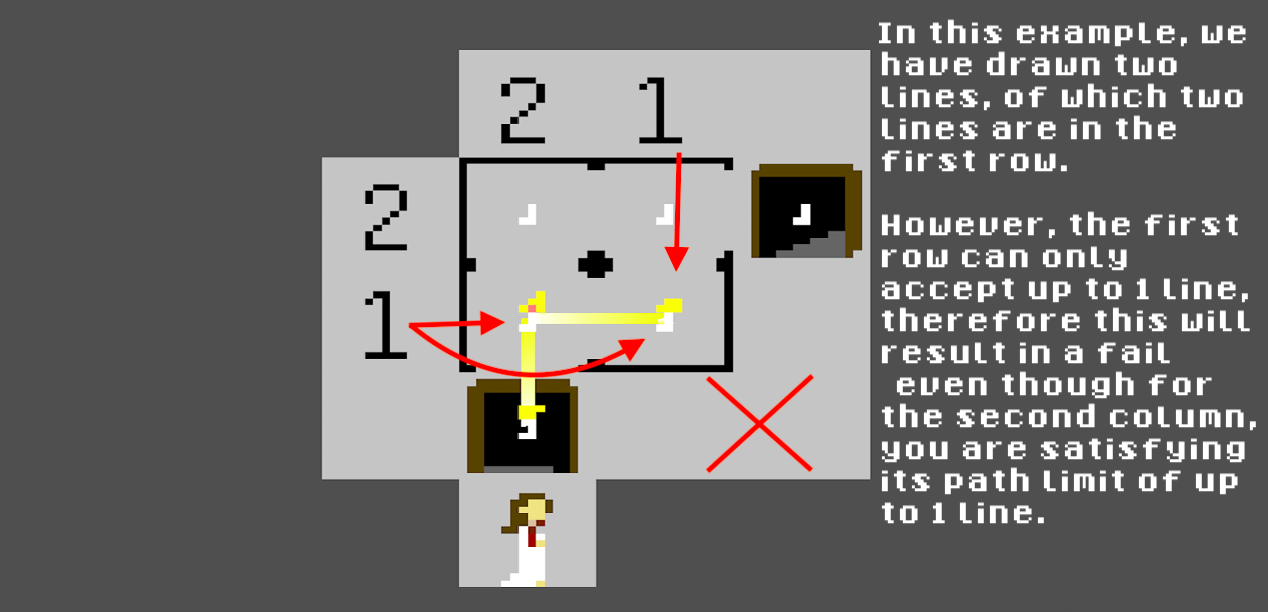 2 1
2
1
In this example, we
have drawn two
lines, of which two
lines are in the
first row.
However, the first
row can only
accept up to 1 line,
therefore this will
result in a fail
even though for
the second column,
you are satisfying
its path limit of up
to 1 line.